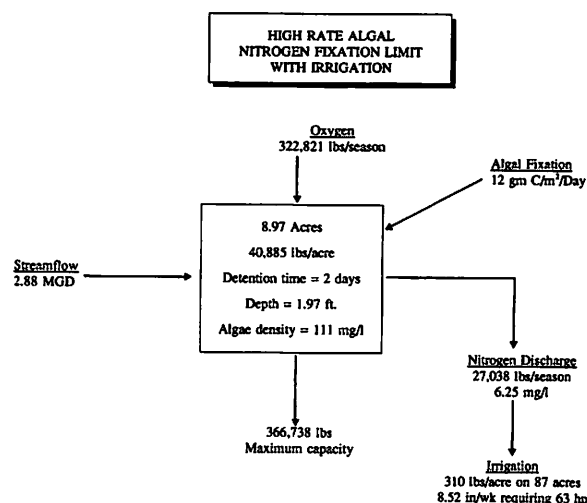 HIGH RATE ALGAL
NITROGEN FIXATION LIMIT
WITH IRRIGATION
Oxygen
322,821 lbs/season
Algal Fixation
12 gm C/m²/Day
8.97 Acres
40,885 lbs/acre
Detention time = 2 days
Depth = 1.97 ft.
Algae density = 111 mg/l
Streamflow
2.88 MGD
Nitrogen Discharge
27,038 lbs/season
6.25 mg/l
366,738 lbs
Maximum capacity
Irrigation
310 lbs/acre on 87 acres
8.52 in/wk requiring 63 hp